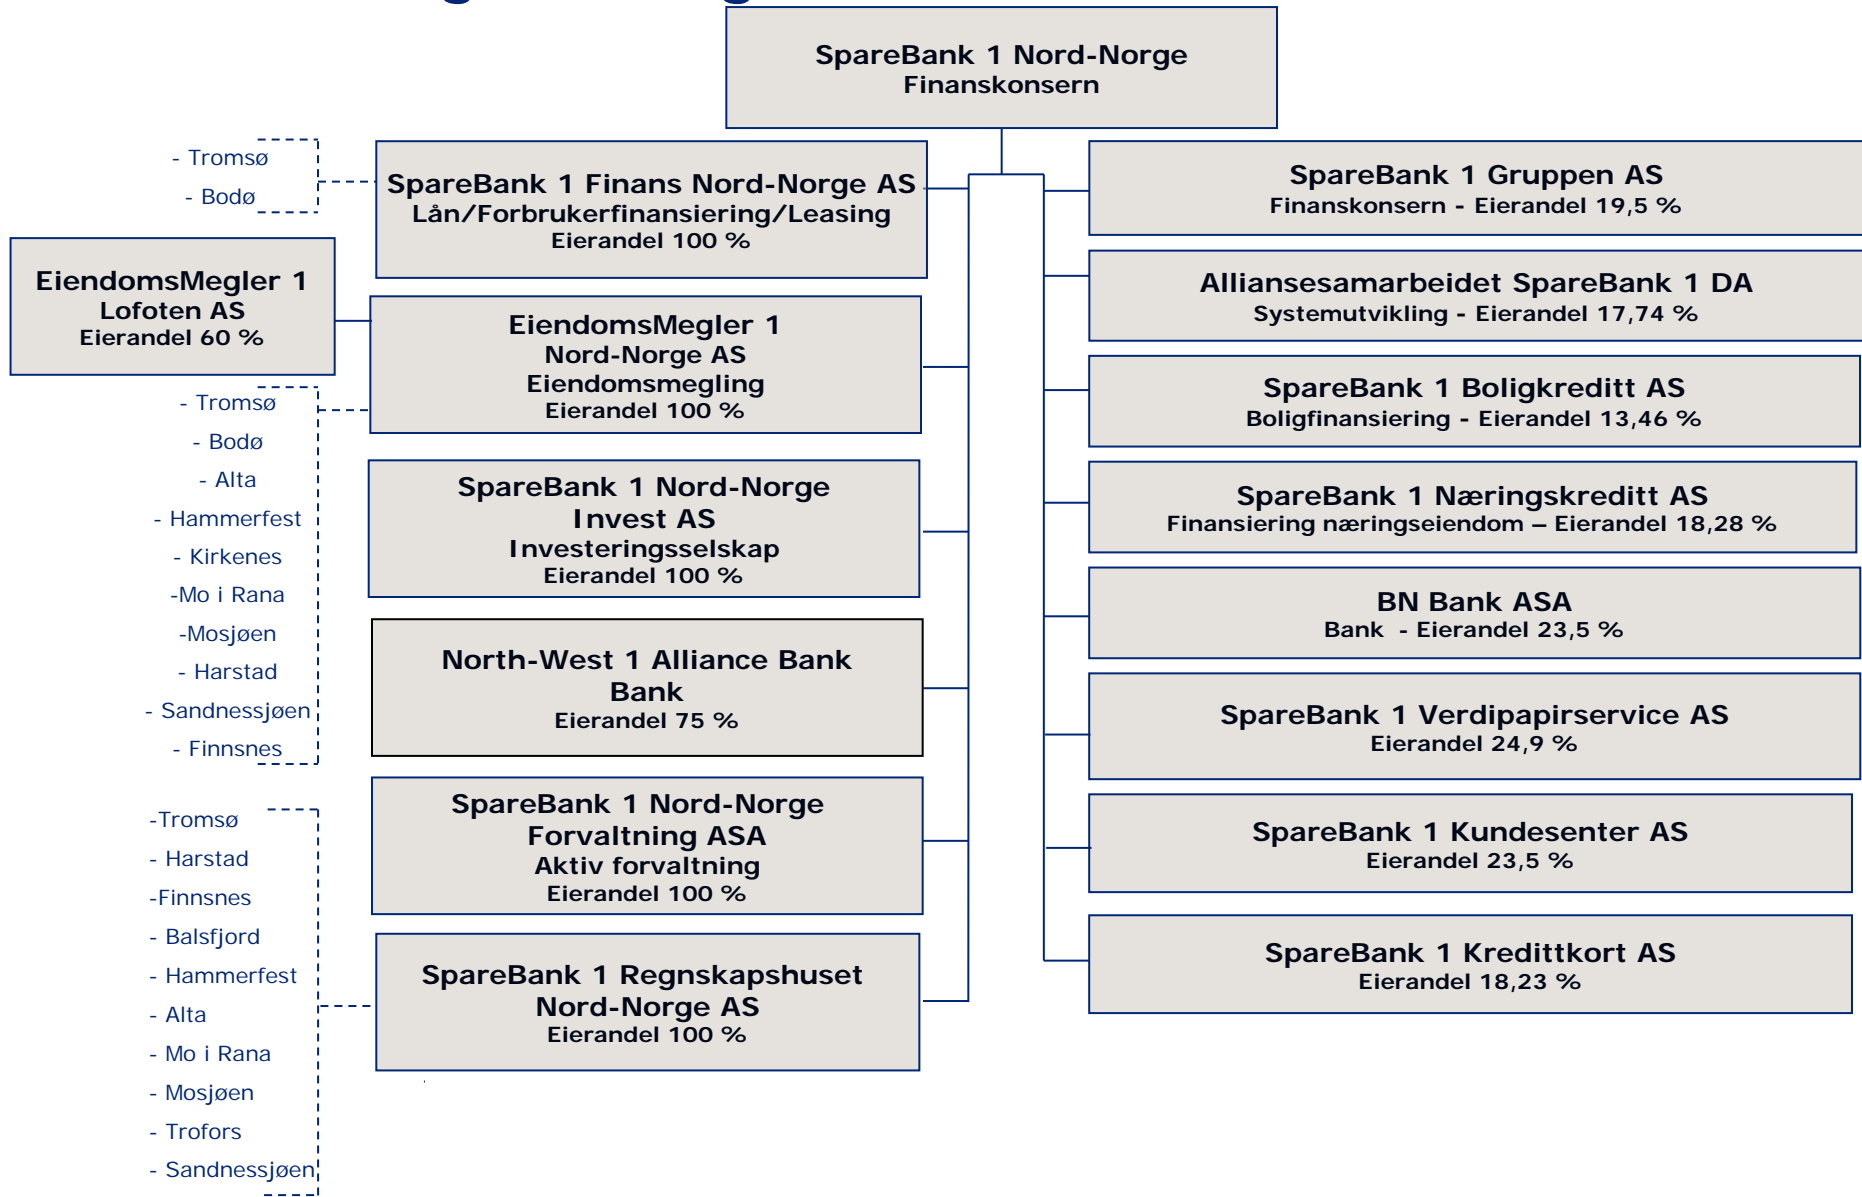 SpareBank 1 Nord-Norge
Finanskonsern
- Tromsø
- Bodø
SpareBank 1 Finans Nord-Norge AS
Lån/Forbrukerfinansiering/Leasing
Eierandel 100 %
EiendomsMegler 1
Lofoten AS
Eierandel 60 %
EiendomsMegler 1
Nord-Norge AS
Eiendomsmegling
Eierandel 100 %
- Tromsø
- Bodø
- Alta
- Hammerfest
- Kirkenes
-Mo i Rana
-Mosjøen
- Harstad
- Sandnessjøen
- Finnsnes
SpareBank 1 Nord-Norge
Invest AS
Investeringsselskap
Eierandel 100 %
North-West 1 Alliance Bank
Bank
Eierandel 75 %
SpareBank 1 Nord-Norge
Forvaltning ASA
Aktiv forvaltning
Eierandel 100 %
-Tromsø
- Harstad
-Finnsnes
- Balsfjord
- Hammerfest
- Alta
- Mo i Rana
- Mosjøen
- Trofors
- Sandnessjøen
SpareBank 1 Regnskapshuset
Nord-Norge AS
Eierandel 100 %
SpareBank 1 Gruppen AS
Finanskonsern - Eierandel 19,5 %
Alliansesamarbeidet SpareBank 1 DA
Systemutvikling - Eierandel 17,74 %
SpareBank 1 Boligkreditt AS
Boligfinansiering - Eierandel 13,46 %
SpareBank 1 Næringskreditt AS
Finansiering næringseiendom – Eierandel 18,28 %
BN Bank ASA
Bank - Eierandel 23,5 %
SpareBank 1 Verdipapirservice AS
Eierandel 24,9 %
SpareBank 1 Kundesenter AS
Eierandel 23,5 %
SpareBank 1 Kredittkort AS
Eierandel 18,23 %